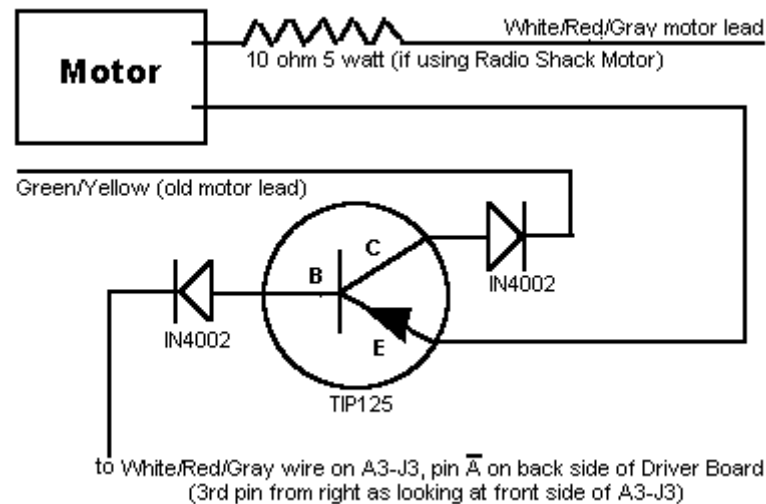 White/Red/Gray motor lead
Motor
10 ohm 5 watt (if using Radio Shack Motor)
Green/Yellow (old motor lead)
C
B
IN4002
E
IN4002
TIP125
to White/Red/Gray wire on A3-J3, pin A̅ on back side of Driver Board
(3rd pin from right as looking at front side of A3-J3)